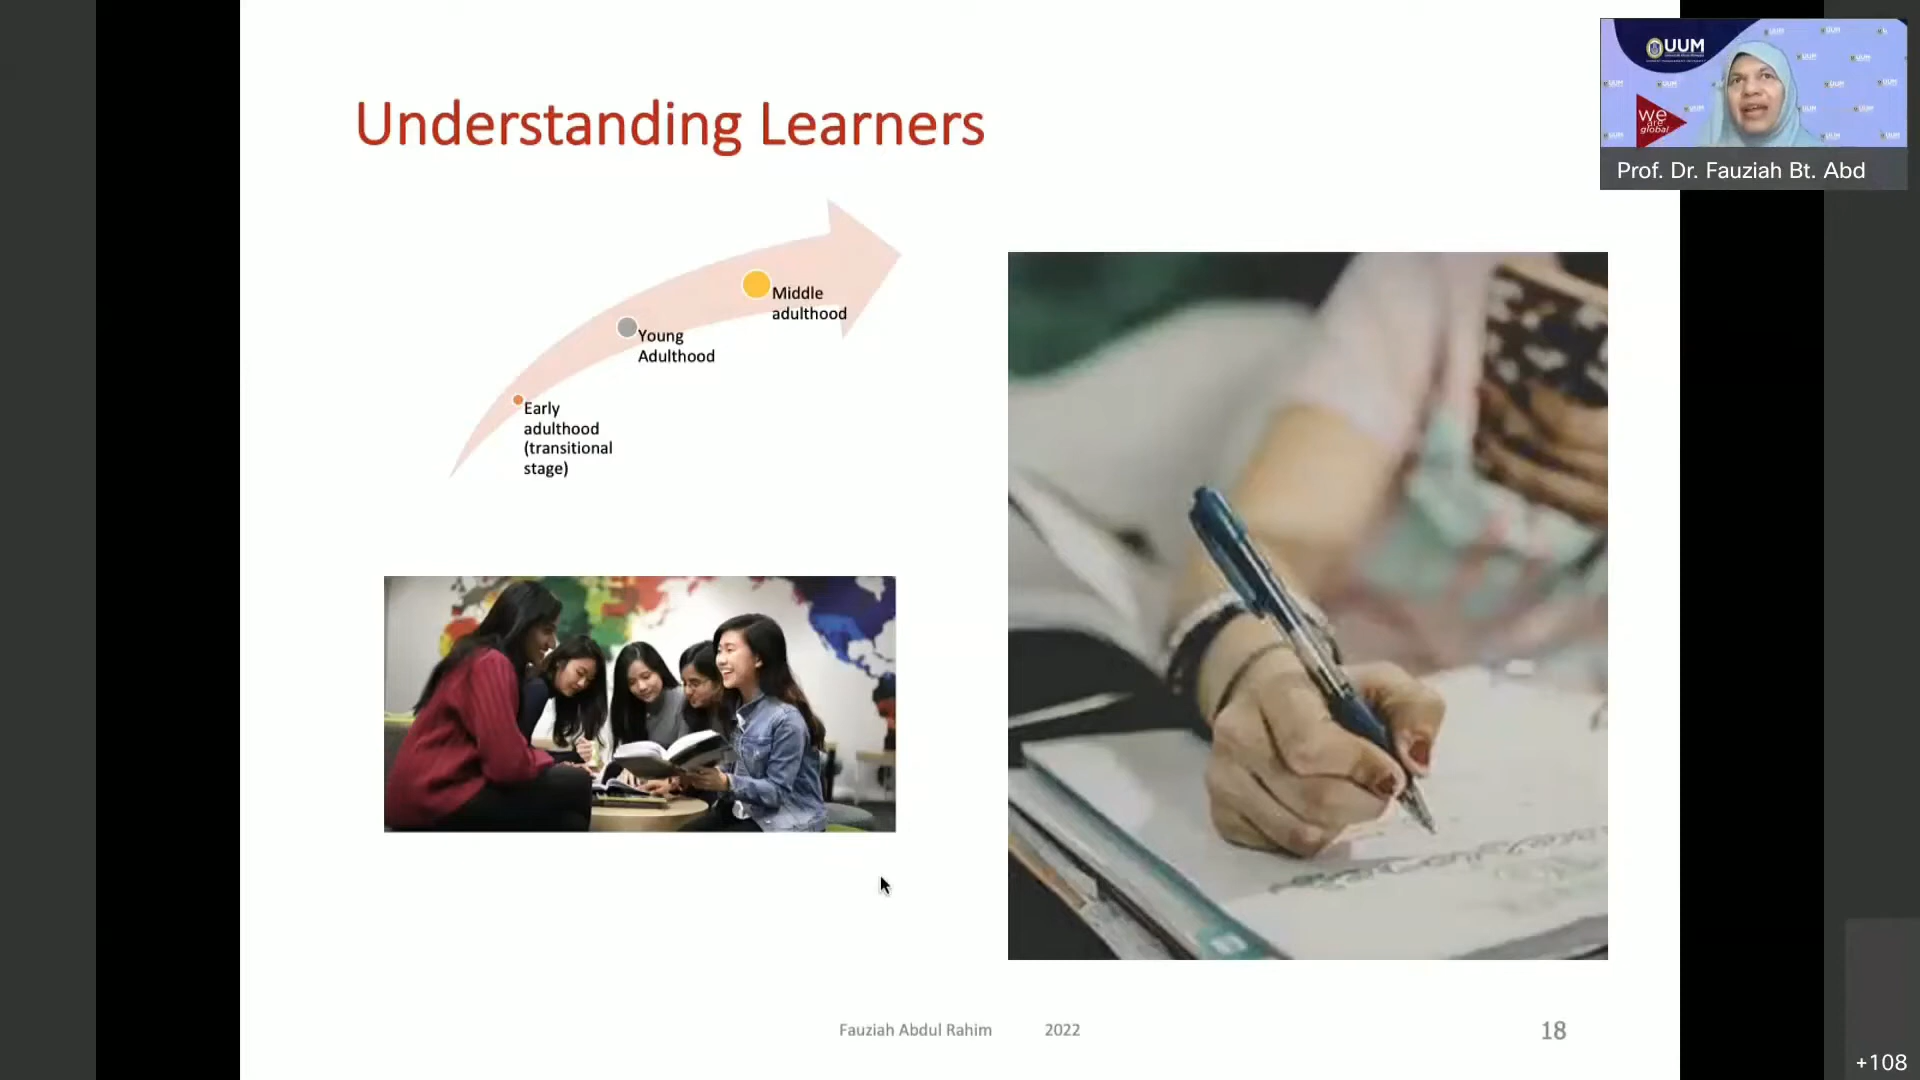 Understanding Learners
Middle
adulthood
Young
Adulthood
Early
adulthood
(transitional
stage)
Fauziah Abdul Rahim
2022
18
UUM
we
are
global
Prof. Dr. Fauziah Bt. Abd
+108